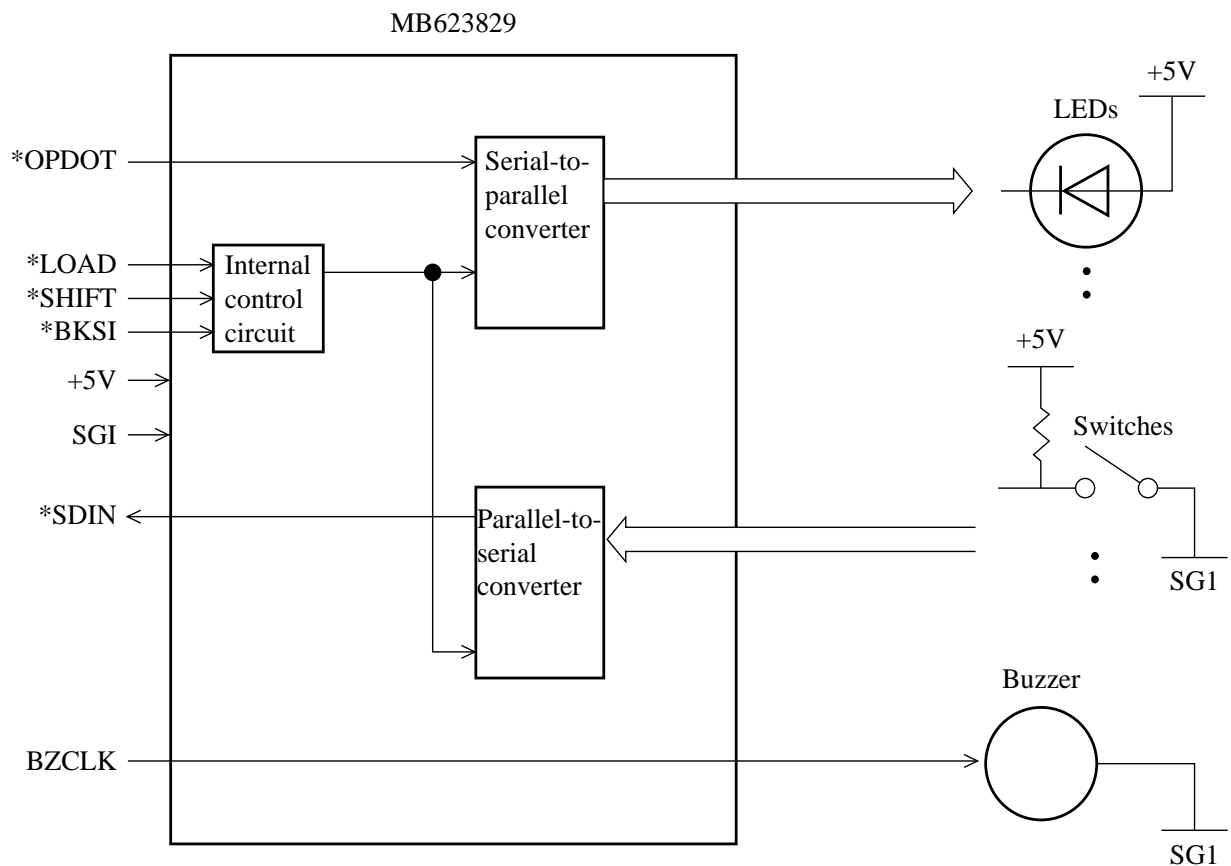 MB623829
+5V
LEDs
*OPDOT
Serial-to-
parallel
converter
*LOAD
*SHIFT
*BKSI
Internal
control
circuit
+5V
SGI
+5V
Switches
*SDIN
Parallel-to-
serial
converter
SG1
Buzzer
BZCLK
SG1